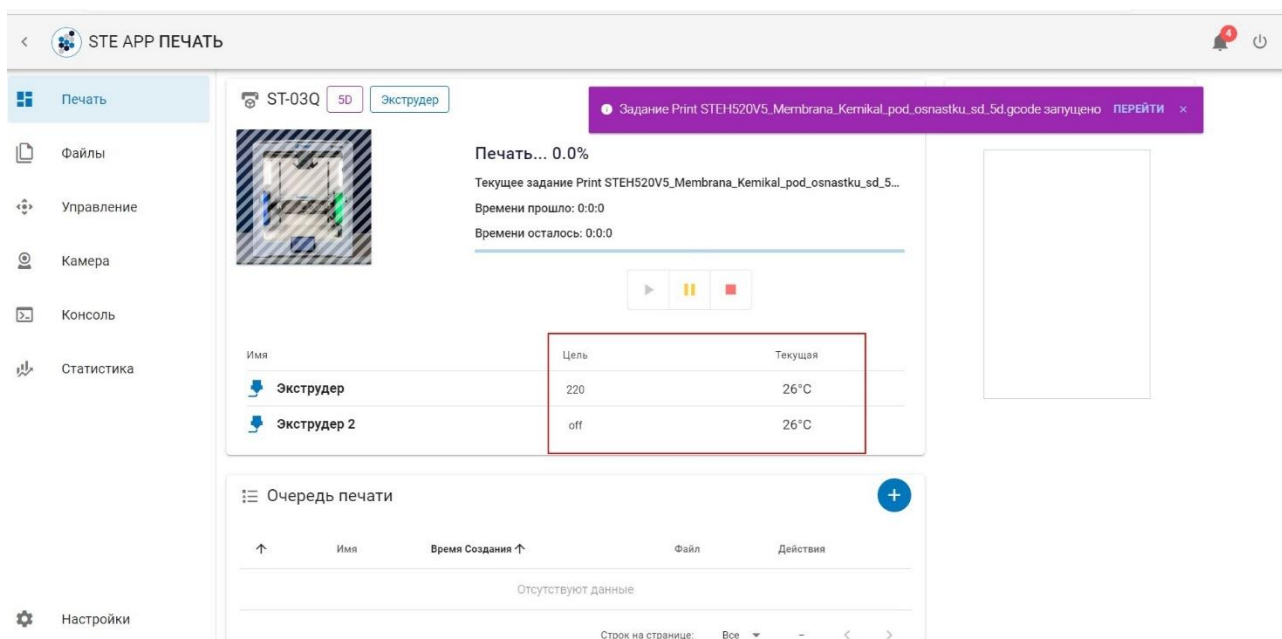 STE APP ПЕЧАТЬ
4
Печать
Файлы
Управление
Камера
Консоль
Статистика
Настройки
ST-03Q 5D Экструдер
Задание Print STEH520V5_Membrana_Kemikal_pod_osnastku_sd_5d.gcode запущено ПЕРЕЙТИ ×
Печать... 0.0%
Текущее задание Print STEH520V5_Membrana_Kemikal_pod_osnastku_sd_5...
Времени прошло: 0:0:0
Времени осталось: 0:0:0
Имя Цель Текущая
Экструдер 220 26°C
Экструдер 2 off 26°C
Очередь печати
Имя Время Создания Файл Действия
Отсутствуют данные
Строк на странице: Все –